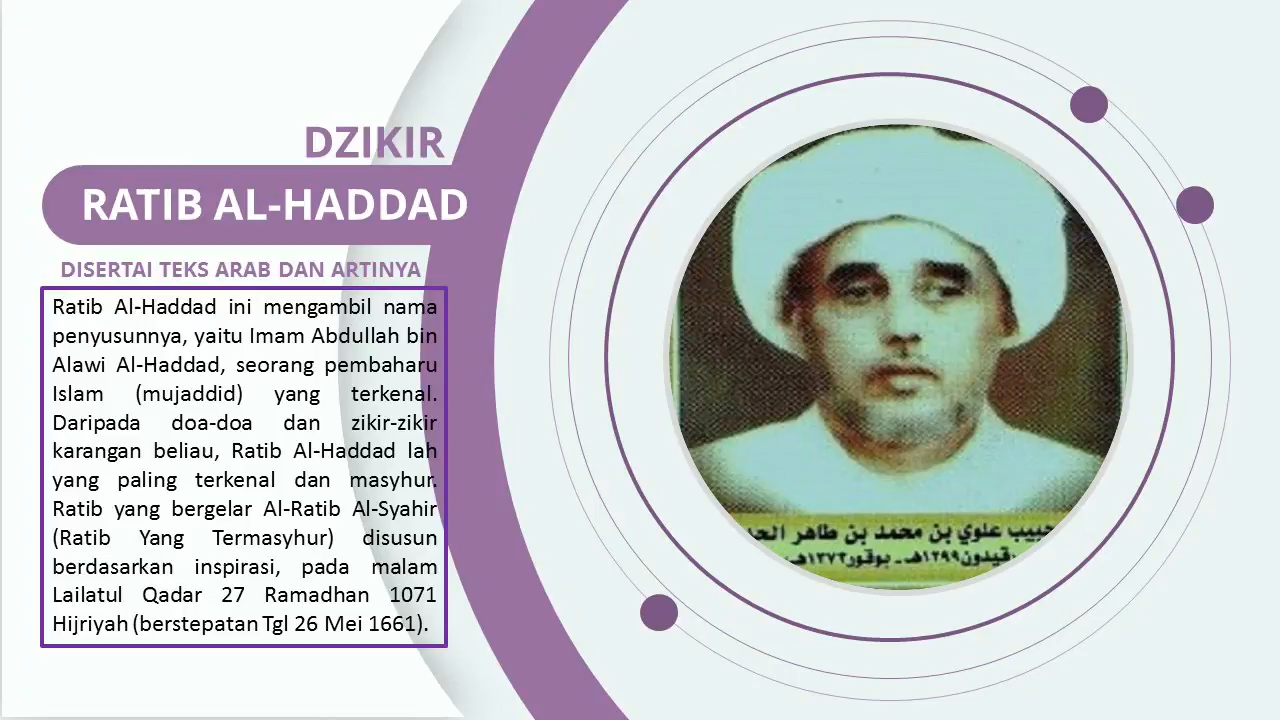 DZIKIR
RATIB AL-HADDAD
DISERTAI TEKS ARAB DAN ARTINYA
Ratib Al-Haddad ini mengambil nama
penyusunnya, yaitu Imam Abdullah bin
Alawi Al-Haddad, seorang pembaharu
Islam (mujaddid) yang terkenal.
Daripada doa-doa dan zikir-zikir
karangan beliau, Ratib Al-Haddad lah
yang paling terkenal dan masyhur.
Ratib yang bergelar Al-Ratib Al-Syahir
(Ratib Yang Termasyhur) disusun
berdasarkan inspirasi, pada malam
Lailatul Qadar 27 Ramadhan 1071
Hijriyah (berstepatan Tgl 26 Mei 1661).
علوي بن محمد بن طاهر
قيدون١٢٩٩هـ ـ بوقور١٣٧٢هـ